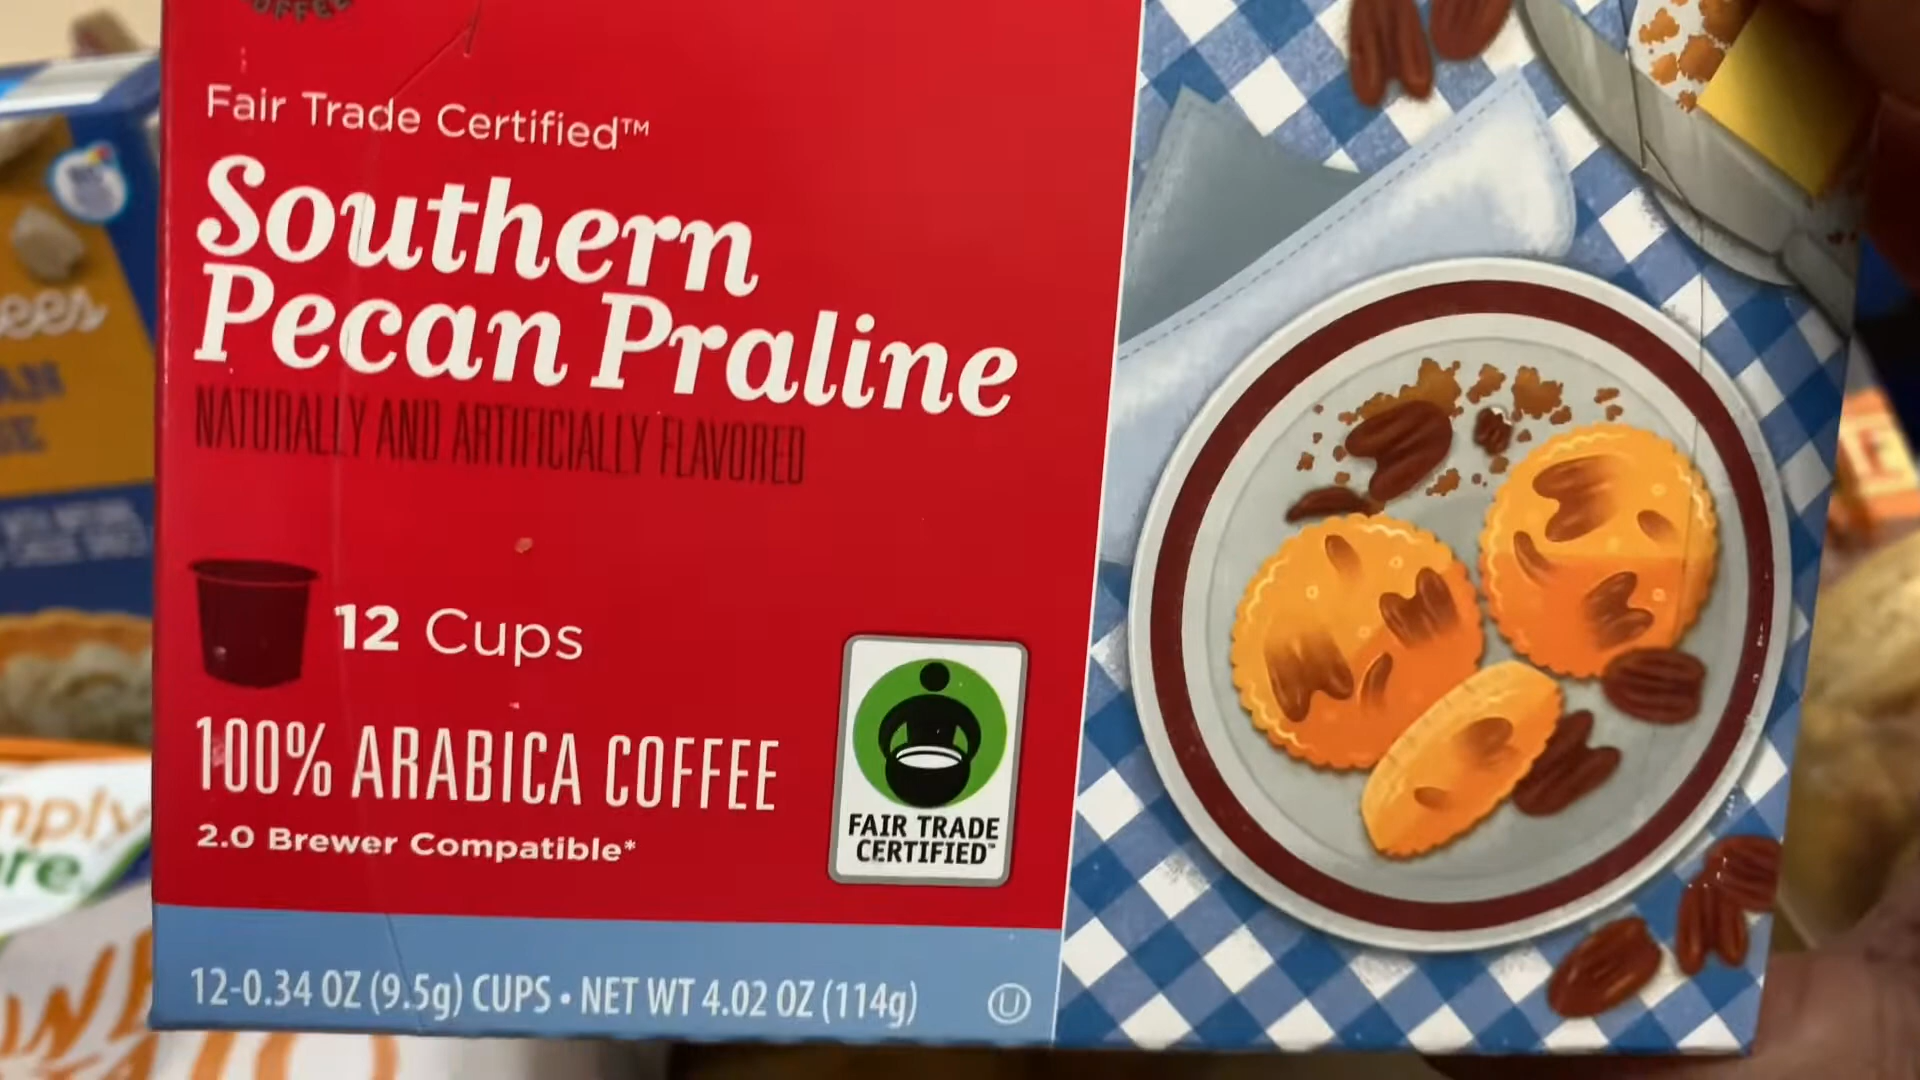 COFFEE
Fair Trade Certified™
Southern
Pecan Praline
NATURALLY AND ARTIFICIALLY FLAVORED
12 Cups
100% ARABICA COFFEE
2.0 Brewer Compatible*
FAIR TRADE
CERTIFIED™
12-0.34 OZ (9.5g) CUPS • NET WT 4.02 OZ (114g)
U